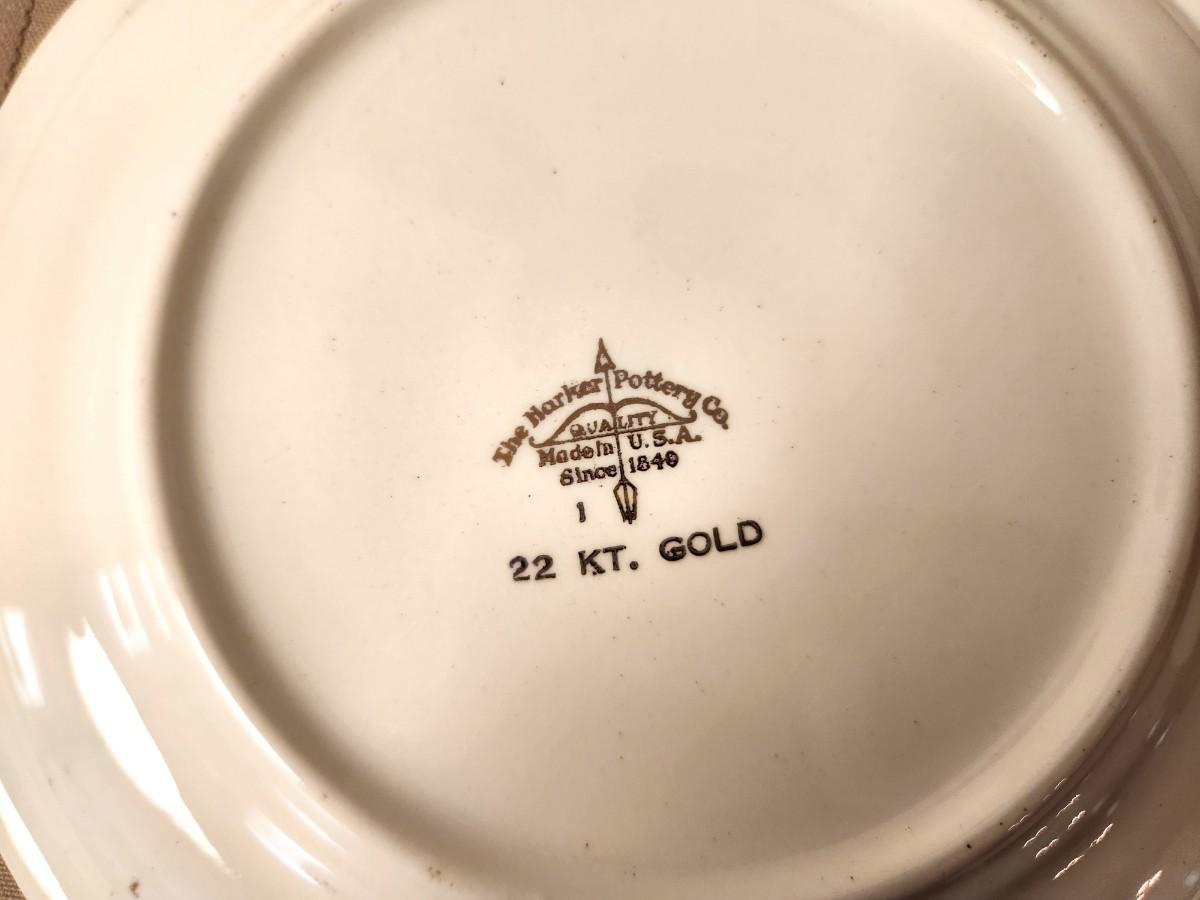 The Harker Pottery Co.
QUALITY
Made in U.S.A.
Since 1840
1
22 KT. GOLD